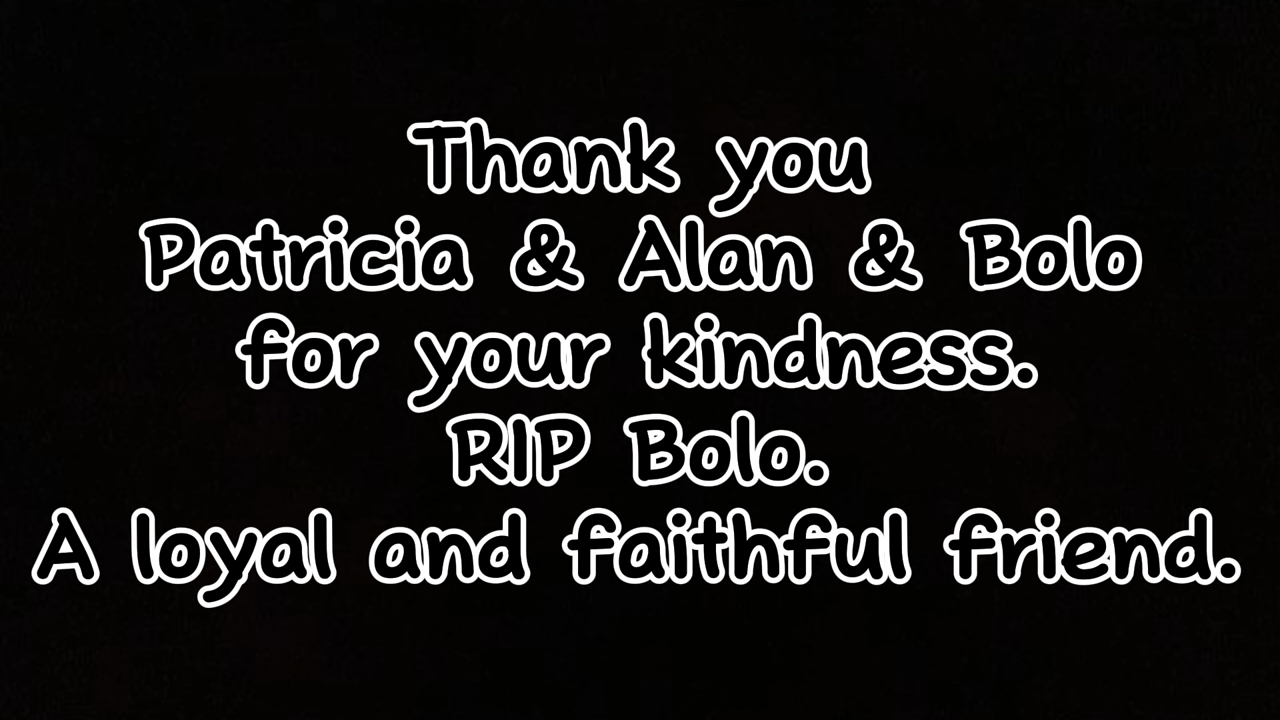 Thank you
Patricia & Alan & Bolo
for your kindness.
RIP Bolo.
A loyal and faithful friend.